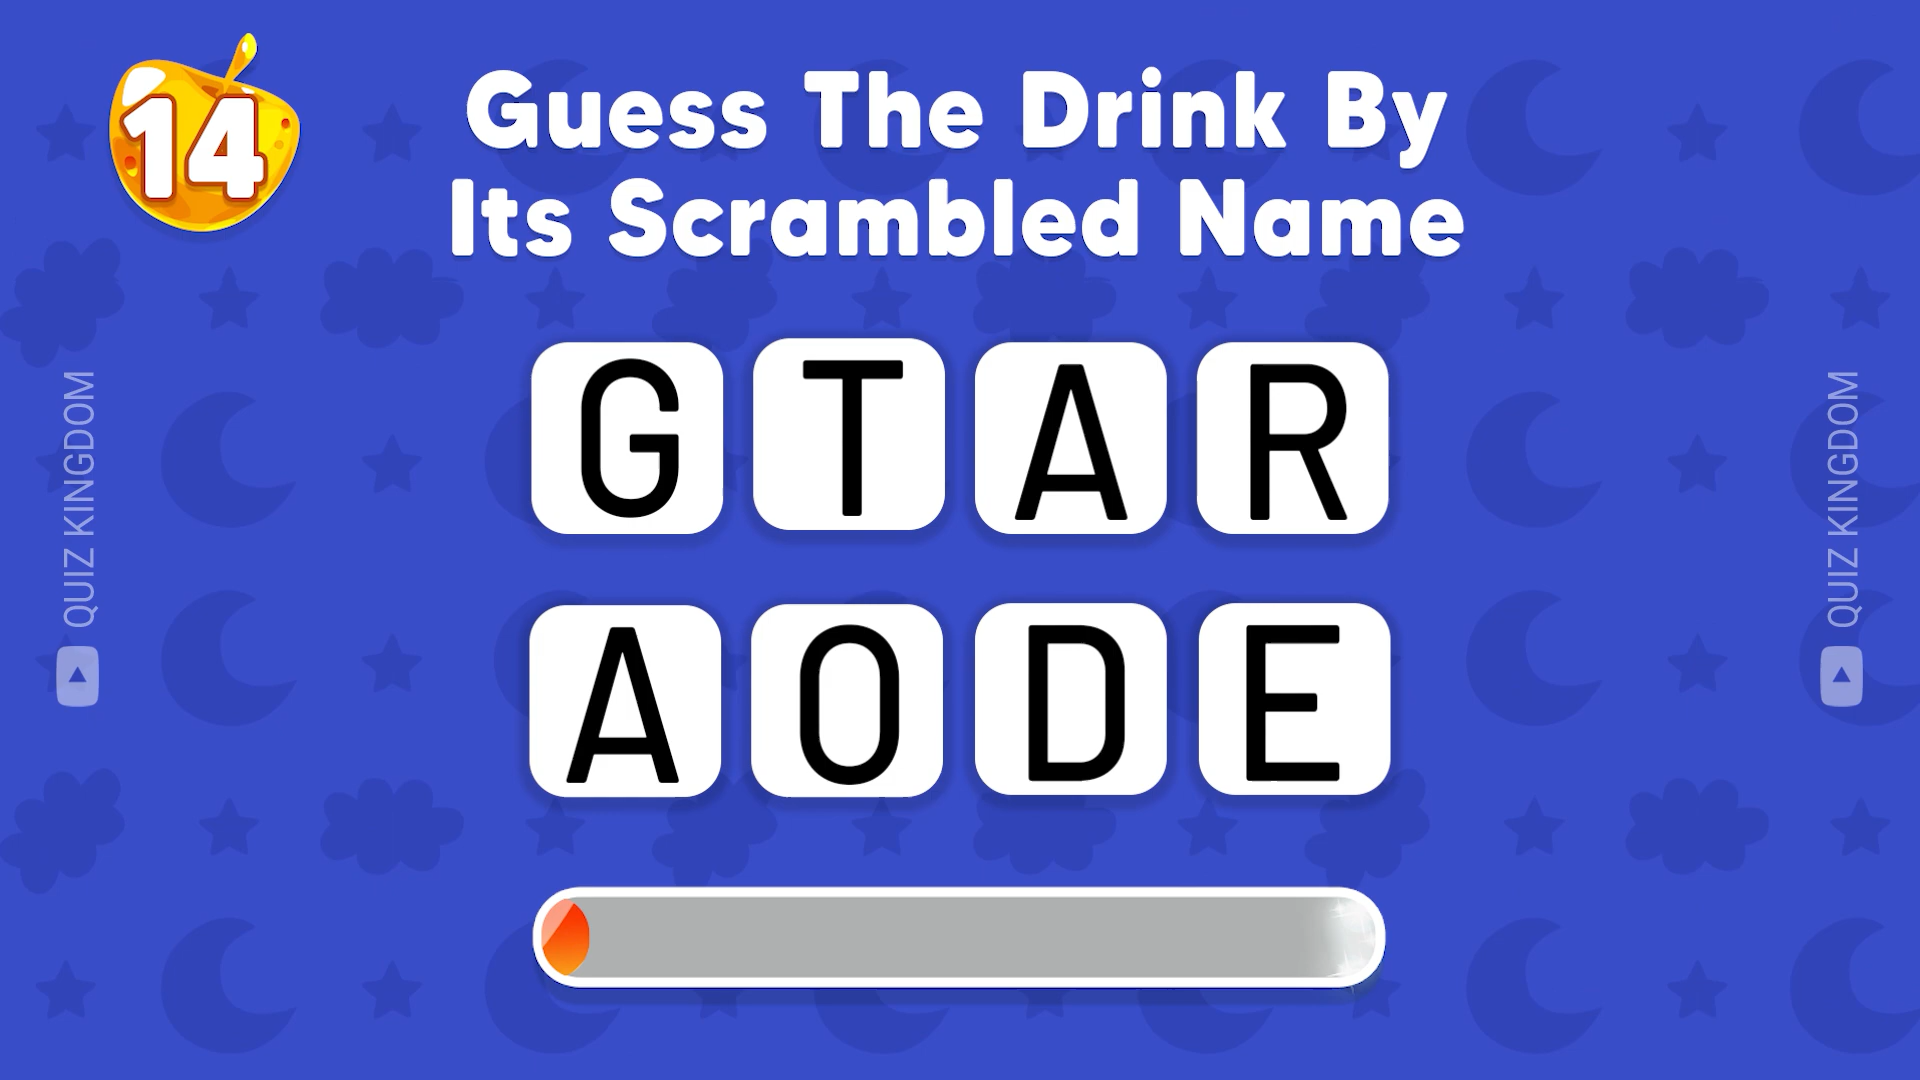 14
Guess The Drink By
Its Scrambled Name
G T A R
A O D E
QUIZ KINGDOM
QUIZ KINGDOM